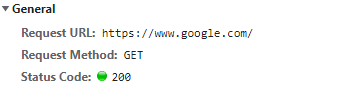 General
Request URL: https://www.google.com/
Request Method: GET
Status Code: 200